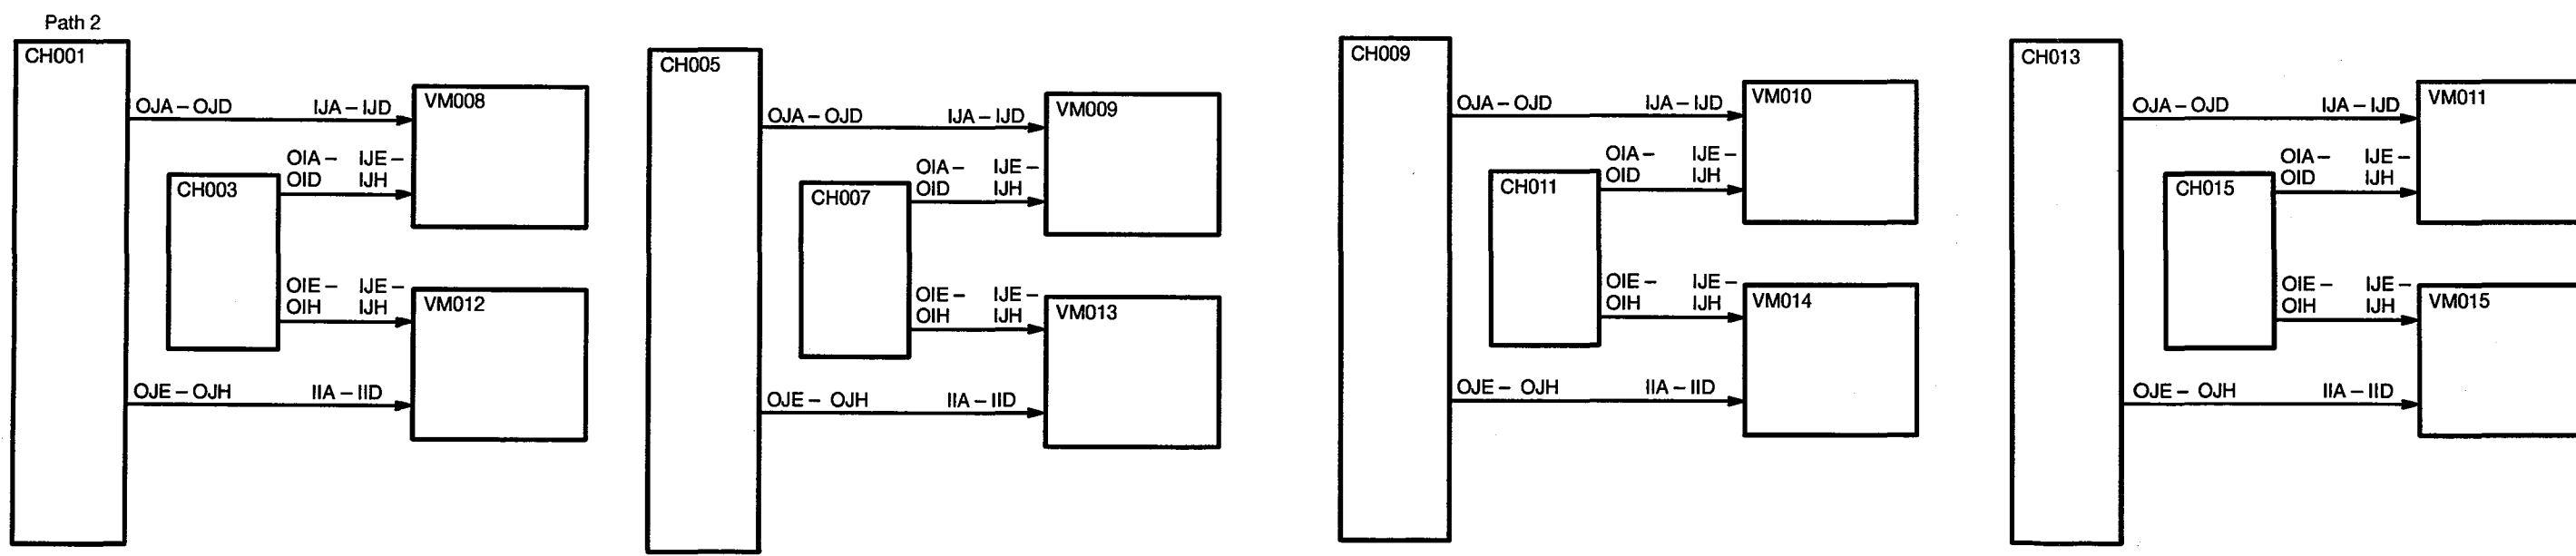 Path 2
CH001
OJA – OJD IJA – IJD
VM008
CH003
OIA – IJE –
OID IJH
OIE – IJE –
OIH IJH
VM012
OJE – OJH IIA – IID
CH005
OJA – OJD IJA – IJD
VM009
CH007
OIA – IJE –
OID IJH
OIE – IJE –
OIH IJH
VM013
OJE – OJH IIA – IID
CH009
OJA – OJD IJA – IJD
VM010
CH011
OIA – IJE –
OID IJH
OIE – IJE –
OIH IJH
VM014
OJE – OJH IIA – IID
CH013
OJA – OJD IJA – IJD
VM011
CH015
OIA – IJE –
OID IJH
OIE – IJE –
OIH IJH
VM015
OJE – OJH IIA – IID